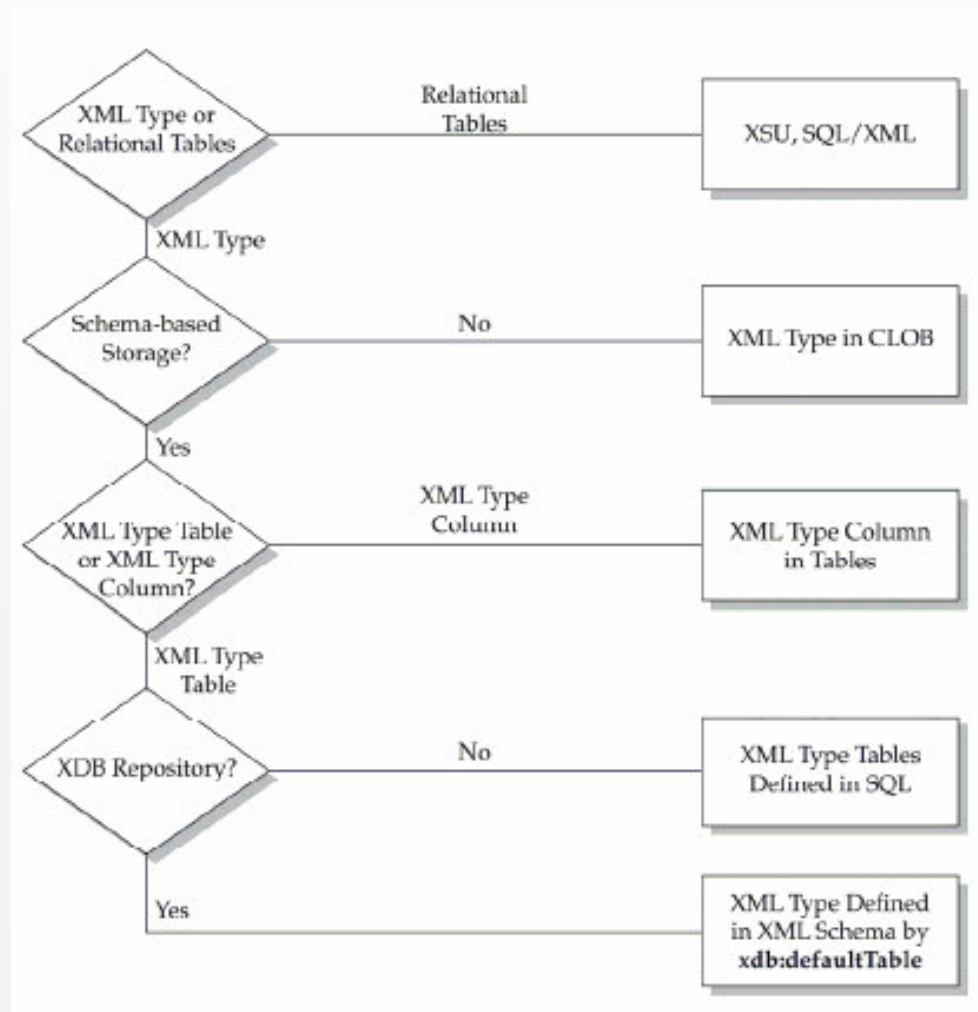 XML Type or
Relational Tables
Relational
Tables
XSU, SQL/XML
XML Type
Schema-based
Storage?
No
XML Type in CLOB
Yes
XML Type Table
or XML Type
Column?
XML Type
Column
XML Type Column
in Tables
XML Type
Table
XDB Repository?
No
XML Type Tables
Defined in SQL
Yes
XML Type Defined
in XML Schema by
xdb:defaultTable